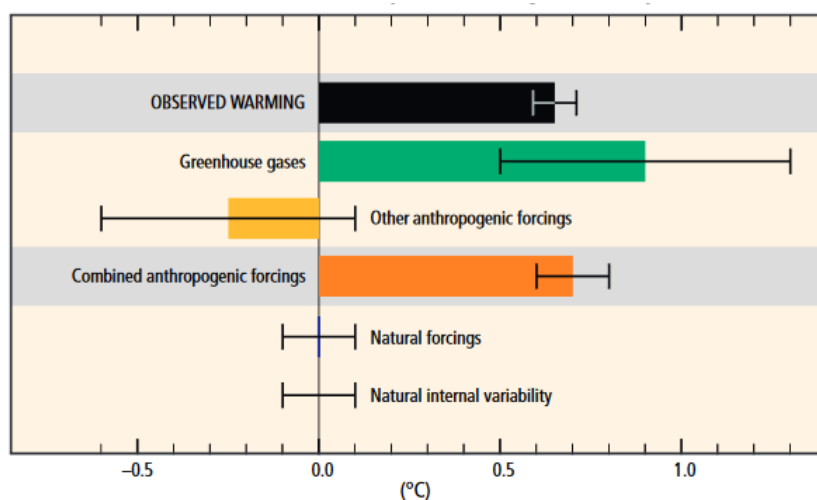 OBSERVED WARMING
Greenhouse gases
Other anthropogenic forcings
Combined anthropogenic forcings
Natural forcings
Natural internal variability
–0.5 0.0 0.5 1.0
(°C)